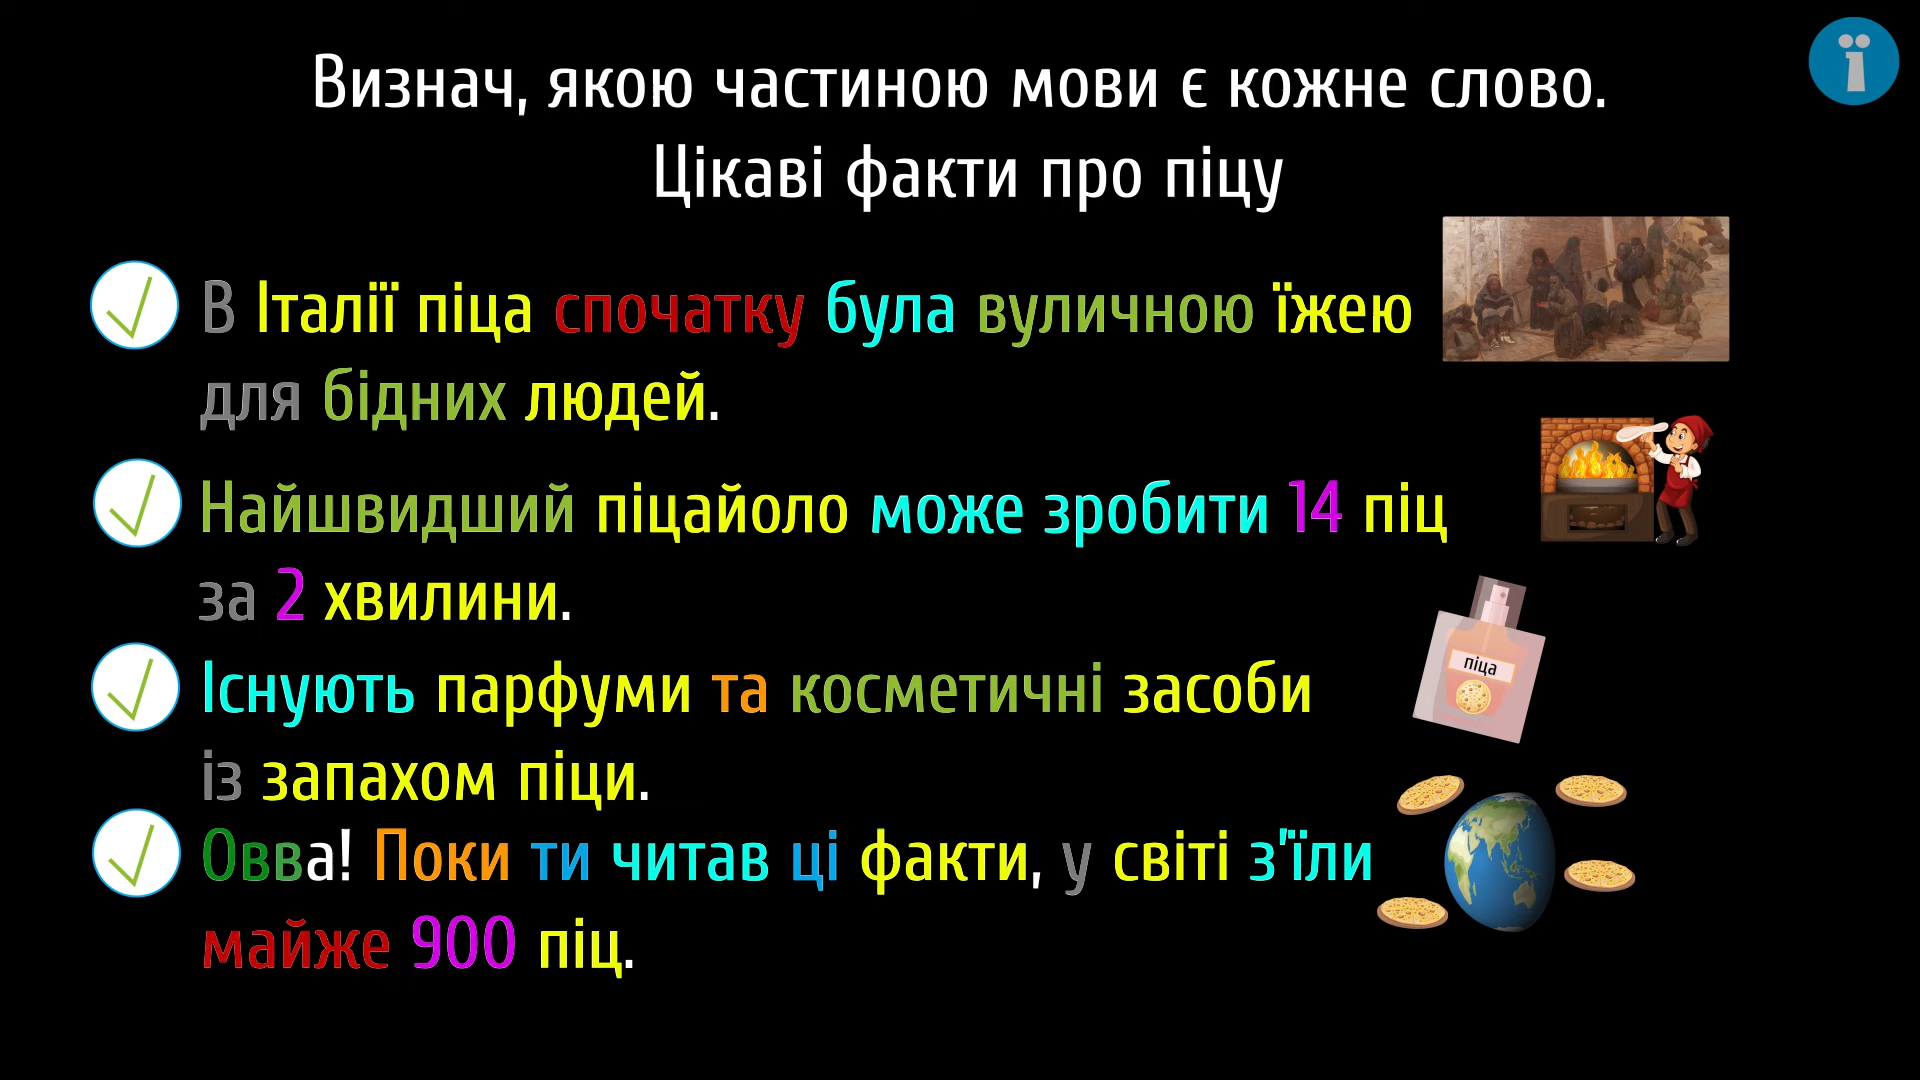 Визнач, якою частиною мови є кожне слово.
Цікаві факти про піцу
ї
В Італії піца спочатку була вуличною їжею
для бідних людей.
Найшвидший піцайоло може зробити 14 піц
за 2 хвилини.
Існують парфуми та косметичні засоби
із запахом піци.
піца
Овва! Поки ти читав ці факти, у світі з'їли
майже 900 піц.